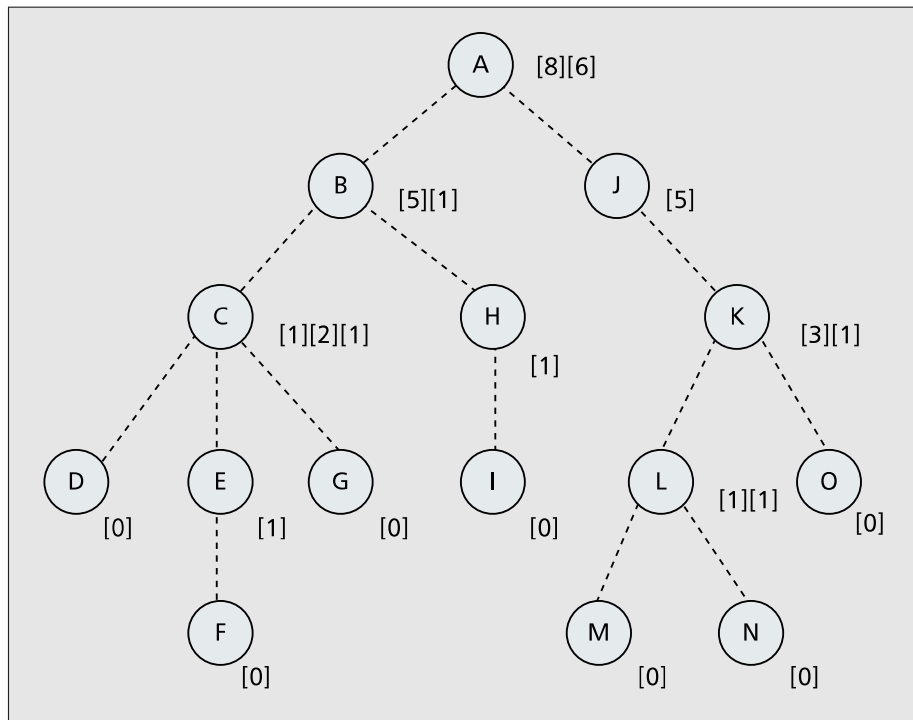 A [8][6]
B [5][1] J [5]
C [1][2][1] H [1] K [3][1]
D [0] E [1] G [0] I [0] L [1][1] O [0]
F [0] M [0] N [0]